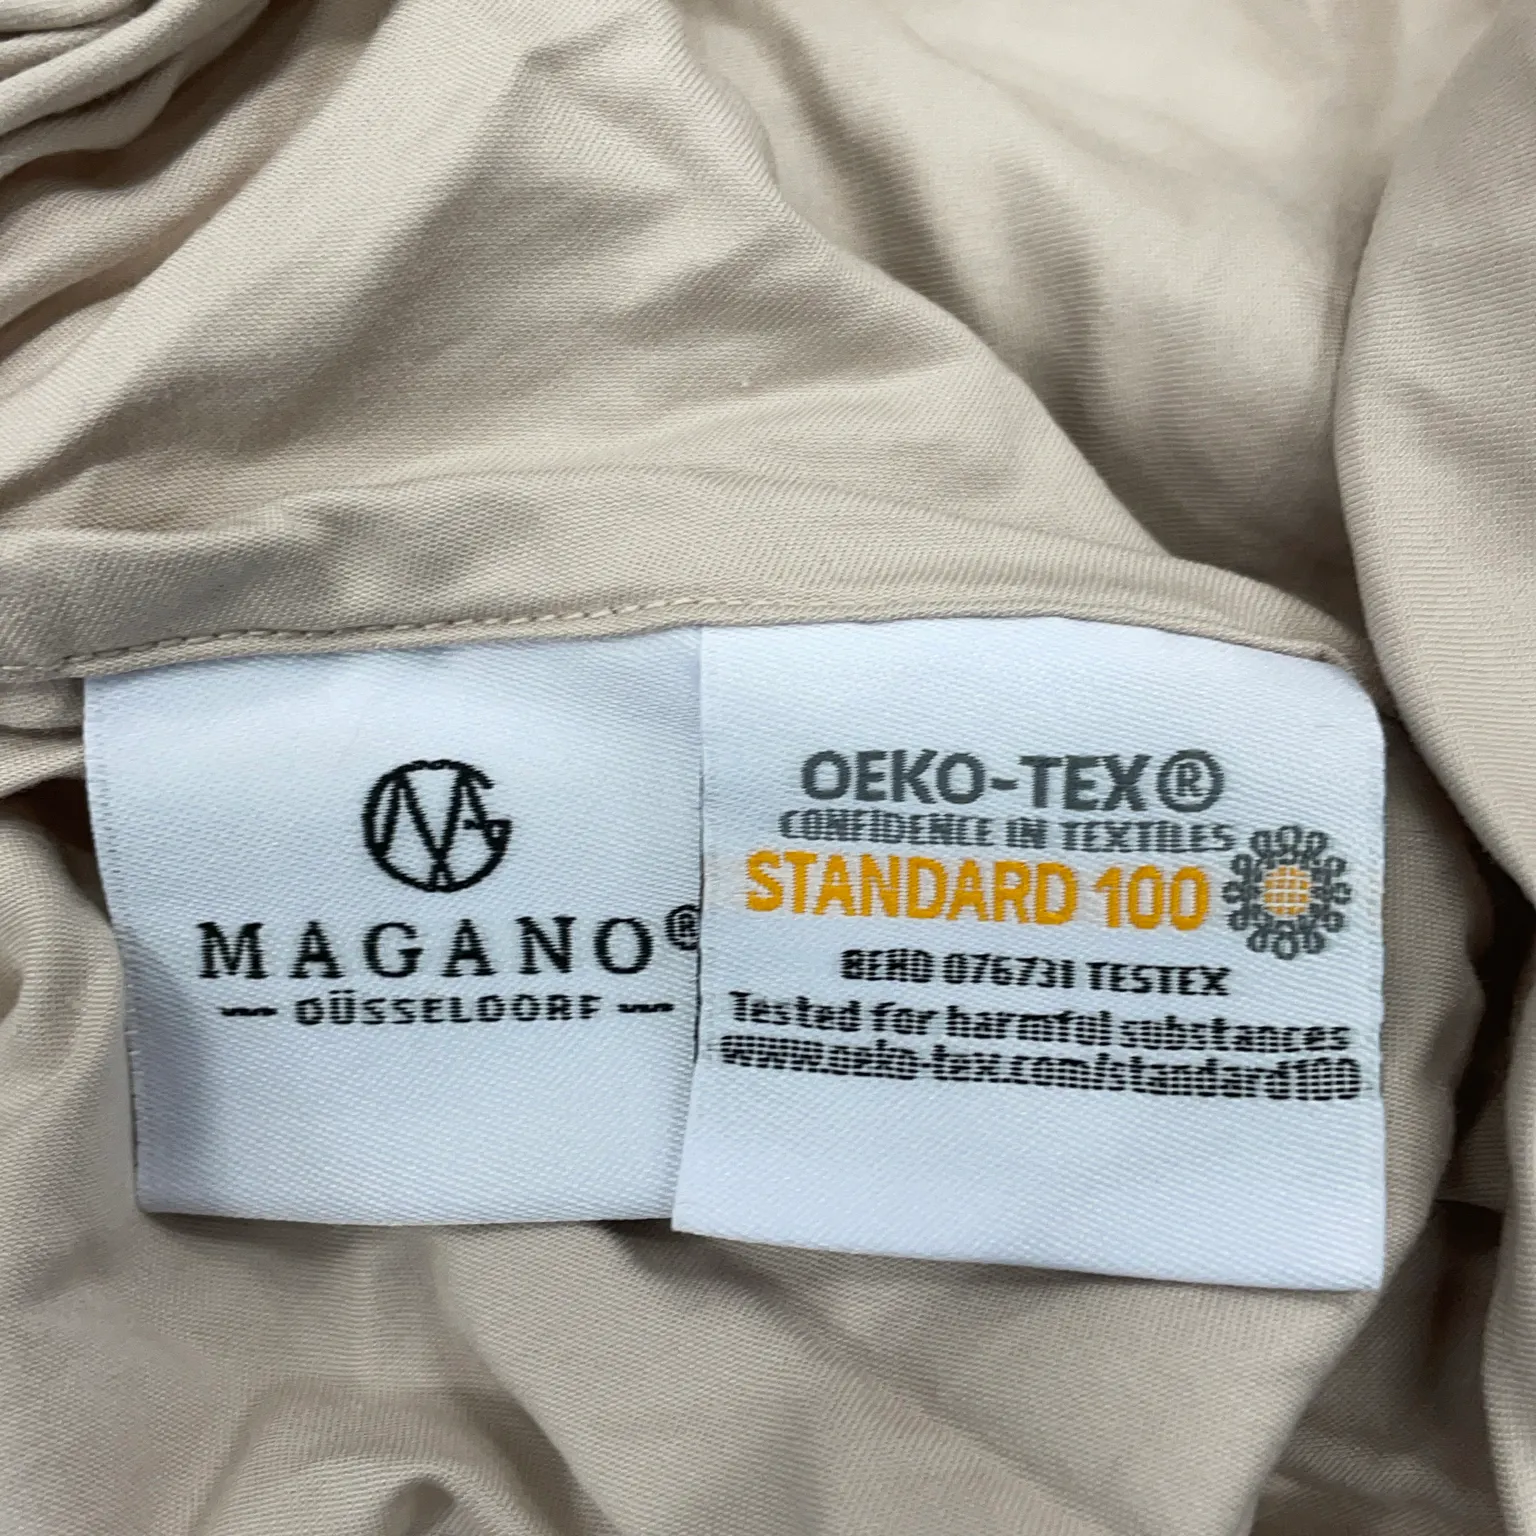 MG
MAGANO®
DÜSSELDORF
OEKO-TEX®
CONFIDENCE IN TEXTILES
STANDARD 100
076731 TESTEX
Tested for harmful substances
www.oeko-tex.com/standard100